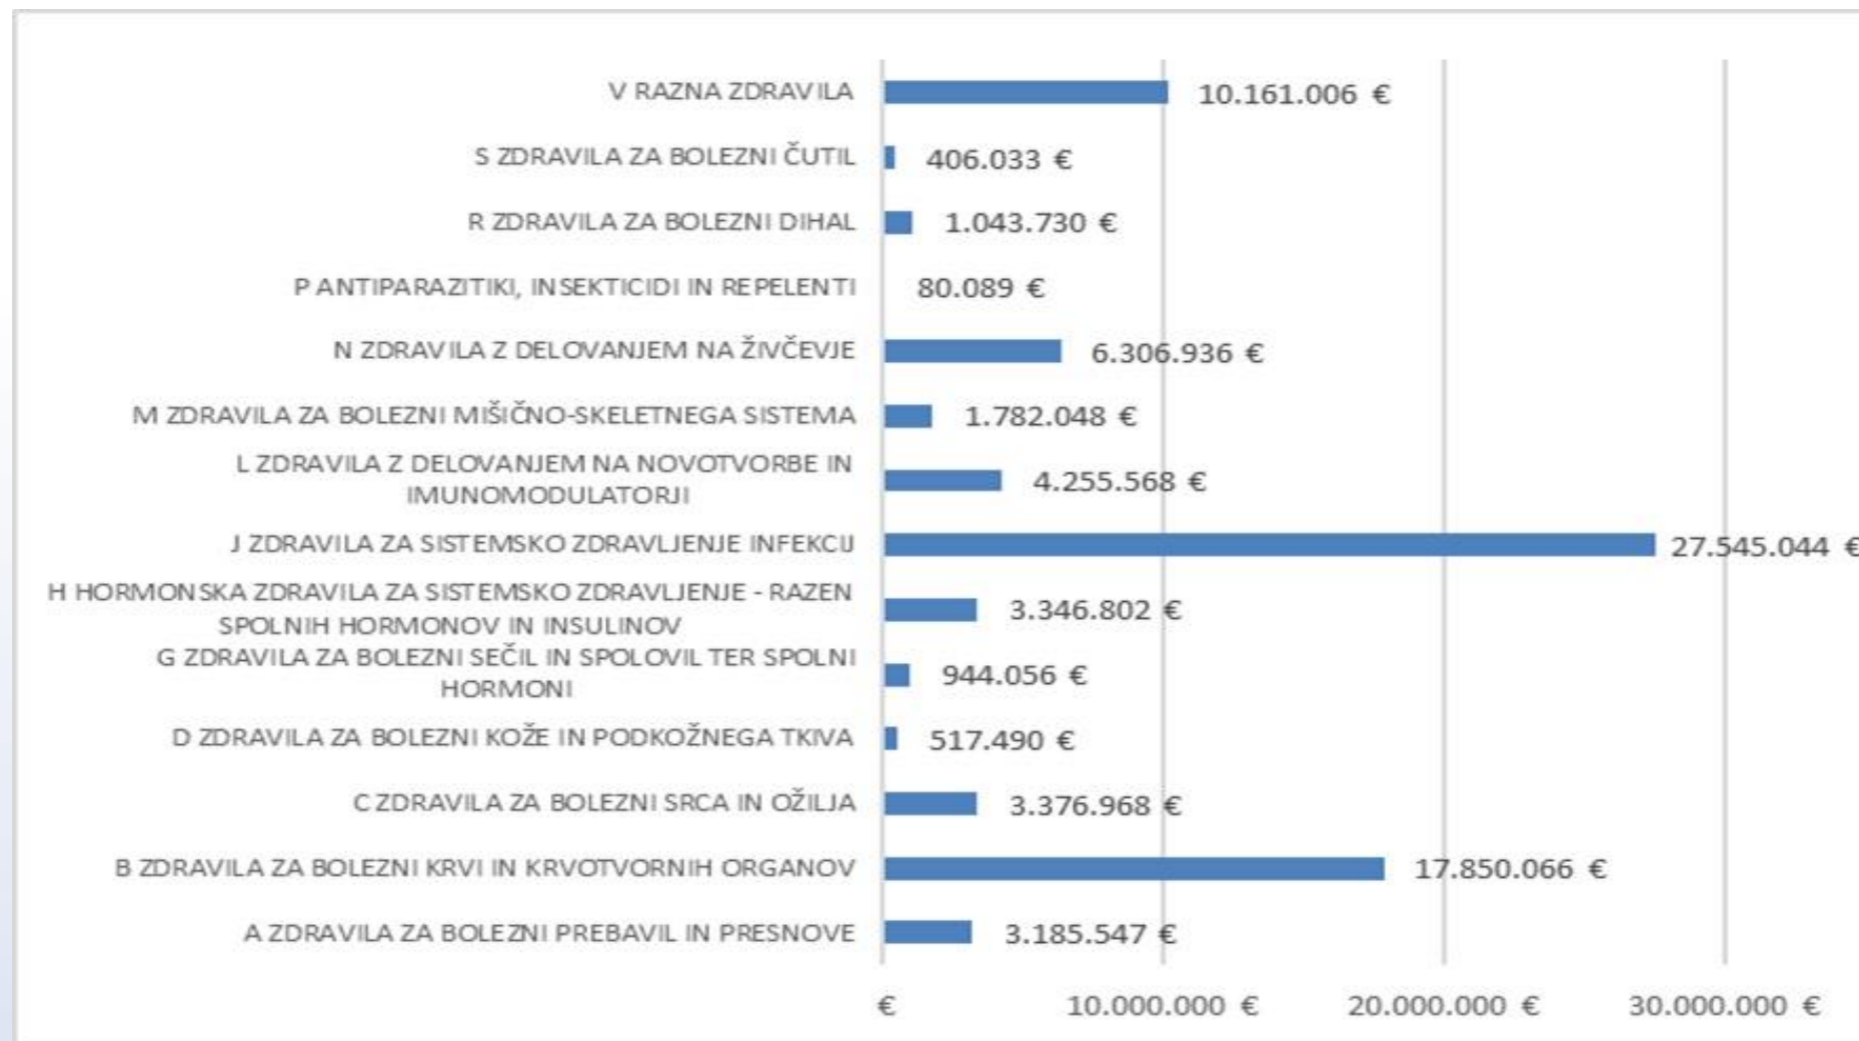 V RAZNA ZDRAVILA
10.161.006 €
S ZDRAVILA ZA BOLEZNI ČUTIL
406.033 €
R ZDRAVILA ZA BOLEZNI DIHAL
1.043.730 €
P ANTIPARAZITIKI, INSEKTICIDI IN REPELENTI
80.089 €
N ZDRAVILA Z DELOVANJEM NA ŽIVČEVJE
6.306.936 €
M ZDRAVILA ZA BOLEZNI MIŠIČNO-SKELETNEGA SISTEMA
1.782.048 €
L ZDRAVILA Z DELOVANJEM NA NOVOTVORBE IN
IMUNOMODULATORJI
4.255.568 €
J ZDRAVILA ZA SISTEMSKO ZDRAVLJENJE INFEKCIJ
27.545.044 €
H HORMONSKA ZDRAVILA ZA SISTEMSKO ZDRAVLJENJE - RAZEN
SPOLNIH HORMONOV IN INSULINOV
3.346.802 €
G ZDRAVILA ZA BOLEZNI SEČIL IN SPOLOVIL TER SPOLNI
HORMONI
944.056 €
D ZDRAVILA ZA BOLEZNI KOŽE IN PODKOŽNEGA TKIVA
517.490 €
C ZDRAVILA ZA BOLEZNI SRCA IN OŽILJA
3.376.968 €
B ZDRAVILA ZA BOLEZNI KRVI IN KRVOTVORNIH ORGANOV
17.850.066 €
A ZDRAVILA ZA BOLEZNI PREBAVIL IN PRESNOVE
3.185.547 €
€ 10.000.000 € 20.000.000 € 30.000.000 €